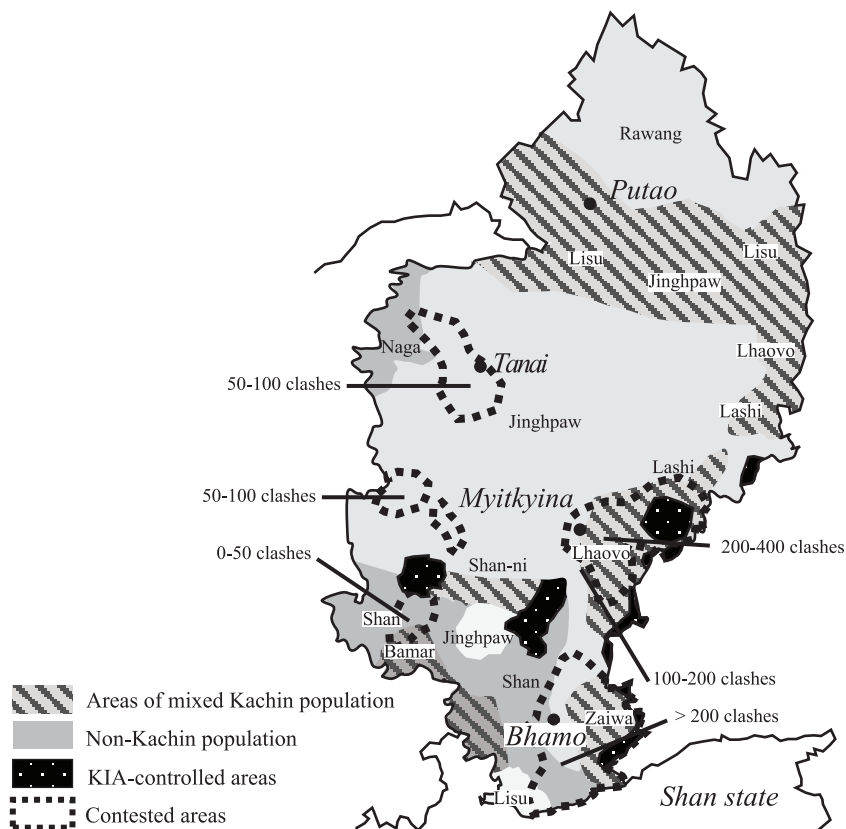 Rawang
Putao
Lisu
Lisu
Jinghpaw
Naga
Lhaovo
Tanai
50-100 clashes
Lashi
Jinghpaw
Lashi
50-100 clashes
Myitkyina
0-50 clashes
Lhaovo
200-400 clashes
Shan-ni
Shan
Jinghpaw
Bamar
Shan
100-200 clashes
Areas of mixed Kachin population
Zaiwa
> 200 clashes
Non-Kachin population
Bhamo
KIA-controlled areas
Lisu
Shan state
Contested areas